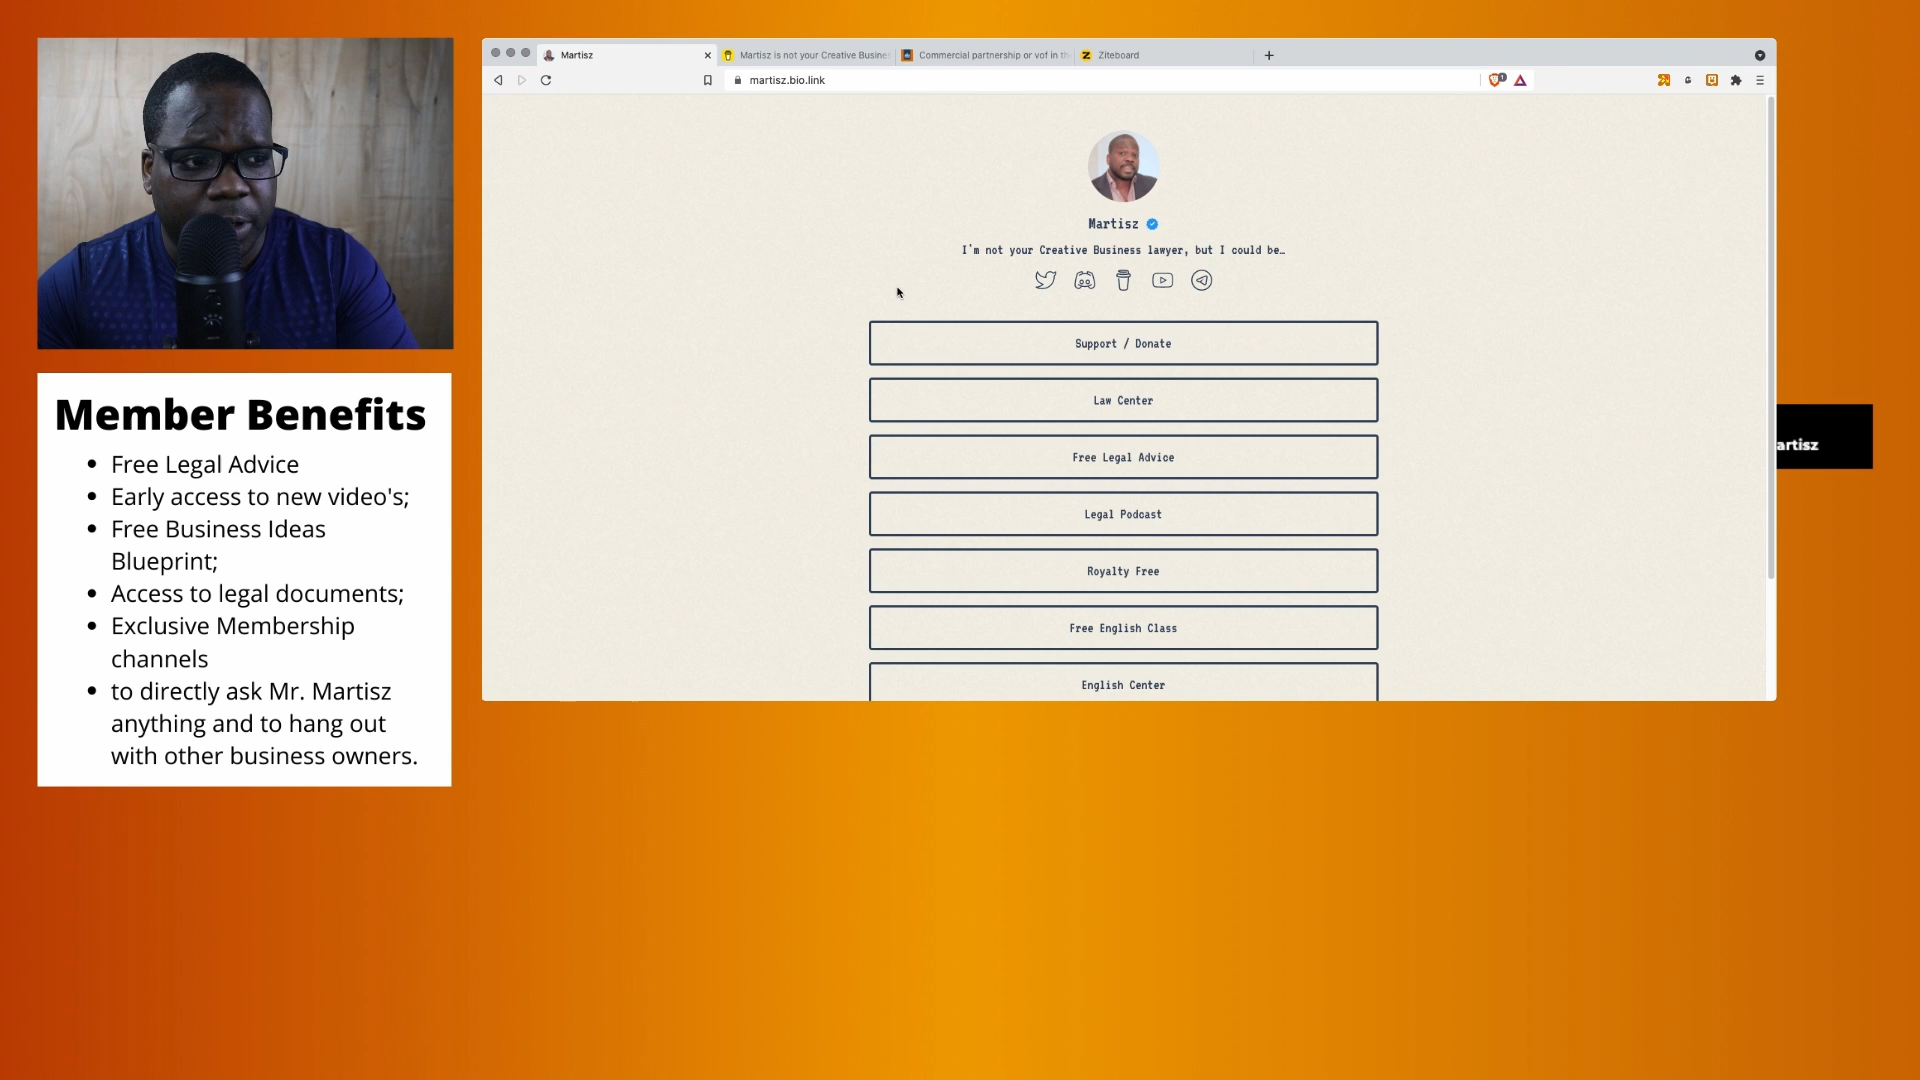 Martisz
Martisz is not your Creative Busine
Commercial partnership or vof in th
Ziteboard
martisz.bio.link
Martisz
I'm not your Creative Business lawyer, but I could be…
Support / Donate
Law Center
Free Legal Advice
Legal Podcast
Royalty Free
Free English Class
English Center
artisz
Member Benefits
Free Legal Advice
Early access to new video's;
Free Business Ideas
Blueprint;
Access to legal documents;
Exclusive Membership
channels
to directly ask Mr. Martisz
anything and to hang out
with other business owners.